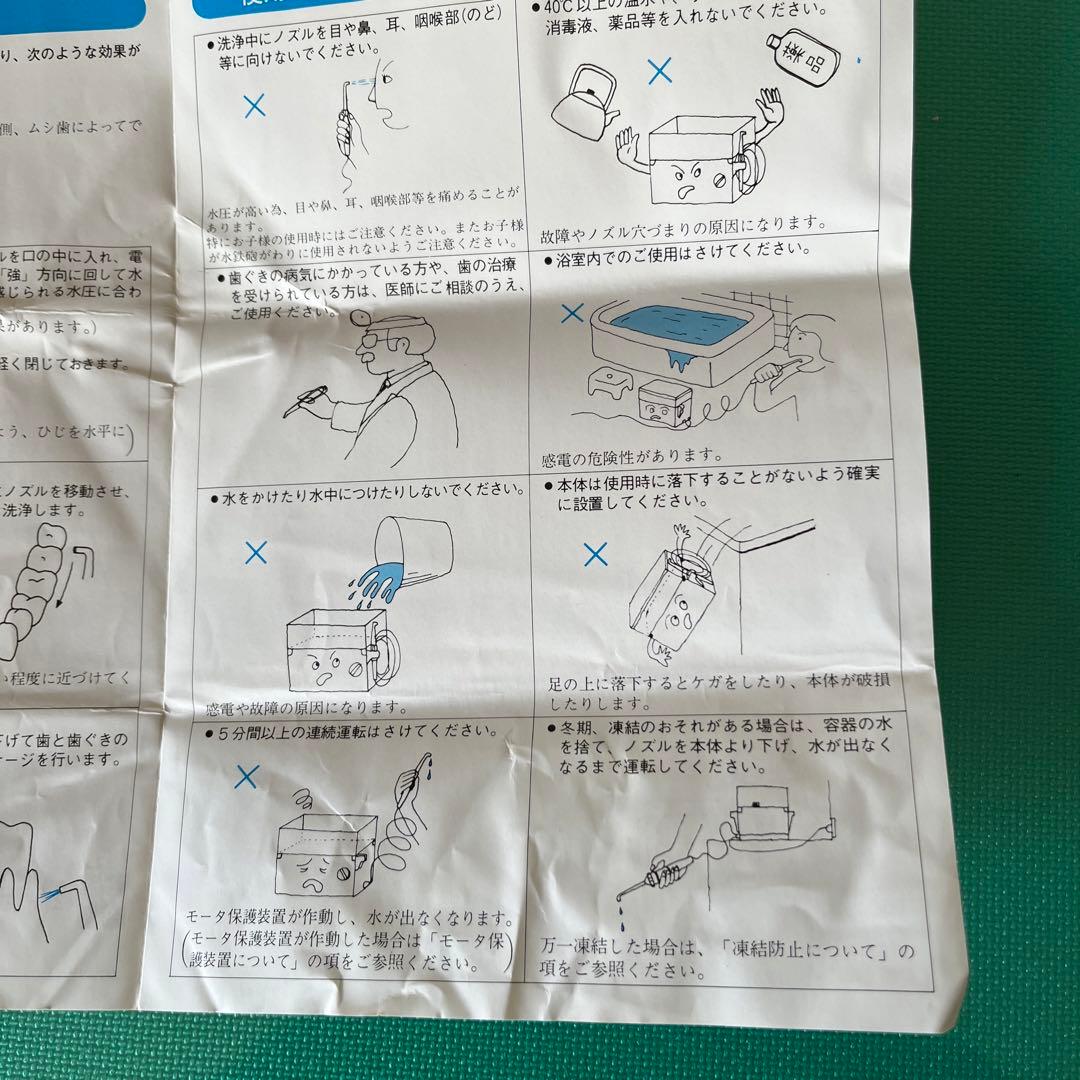 り、次のような効果が
側、ムシ歯によってで
ルを口の中に入れ、電
「強」方向に回して水
感じられる水圧に合わ
果があります。)
軽く閉じておきます。
よう、ひじを水平に)
にノズルを移動させ、
洗浄します。
い程度に近づけてく
下げて歯と歯ぐきの
ージを行います。
●洗浄中にノズルを目や鼻、耳、咽喉部(のど)
等に向けないでください。
水圧が高い為、目や鼻、耳、咽喉部等を痛めることが
あります。
特にお子様の使用時にはご注意ください。またお子様
が水鉄砲がわりに使用されないようご注意ください。
●40℃以上の温水や、
消毒液、薬品等を入れないでください。
薬品
故障やノズル穴づまりの原因になります。
●歯ぐきの病気にかかっている方や、歯の治療
を受けられている方は、医師にご相談のうえ、
ご使用ください。
●浴室内でのご使用はさけてください。
感電の危険性があります。
●水をかけたり水中につけたりしないでください。
感電や故障の原因になります。
●本体は使用時に落下することがないよう確実
に設置してください。
足の上に落下するとケガをしたり、本体が破損
したりします。
●5分間以上の連続運転はさけてください。
モータ保護装置が作動し、水が出なくなります。
(モータ保護装置が作動した場合は「モータ保
護装置について」の項をご参照ください。)
●冬期、凍結のおそれがある場合は、容器の水
を捨て、ノズルを本体より下げ、水が出なく
なるまで運転してください。
万一凍結した場合は、「凍結防止について」の
項をご参照ください。